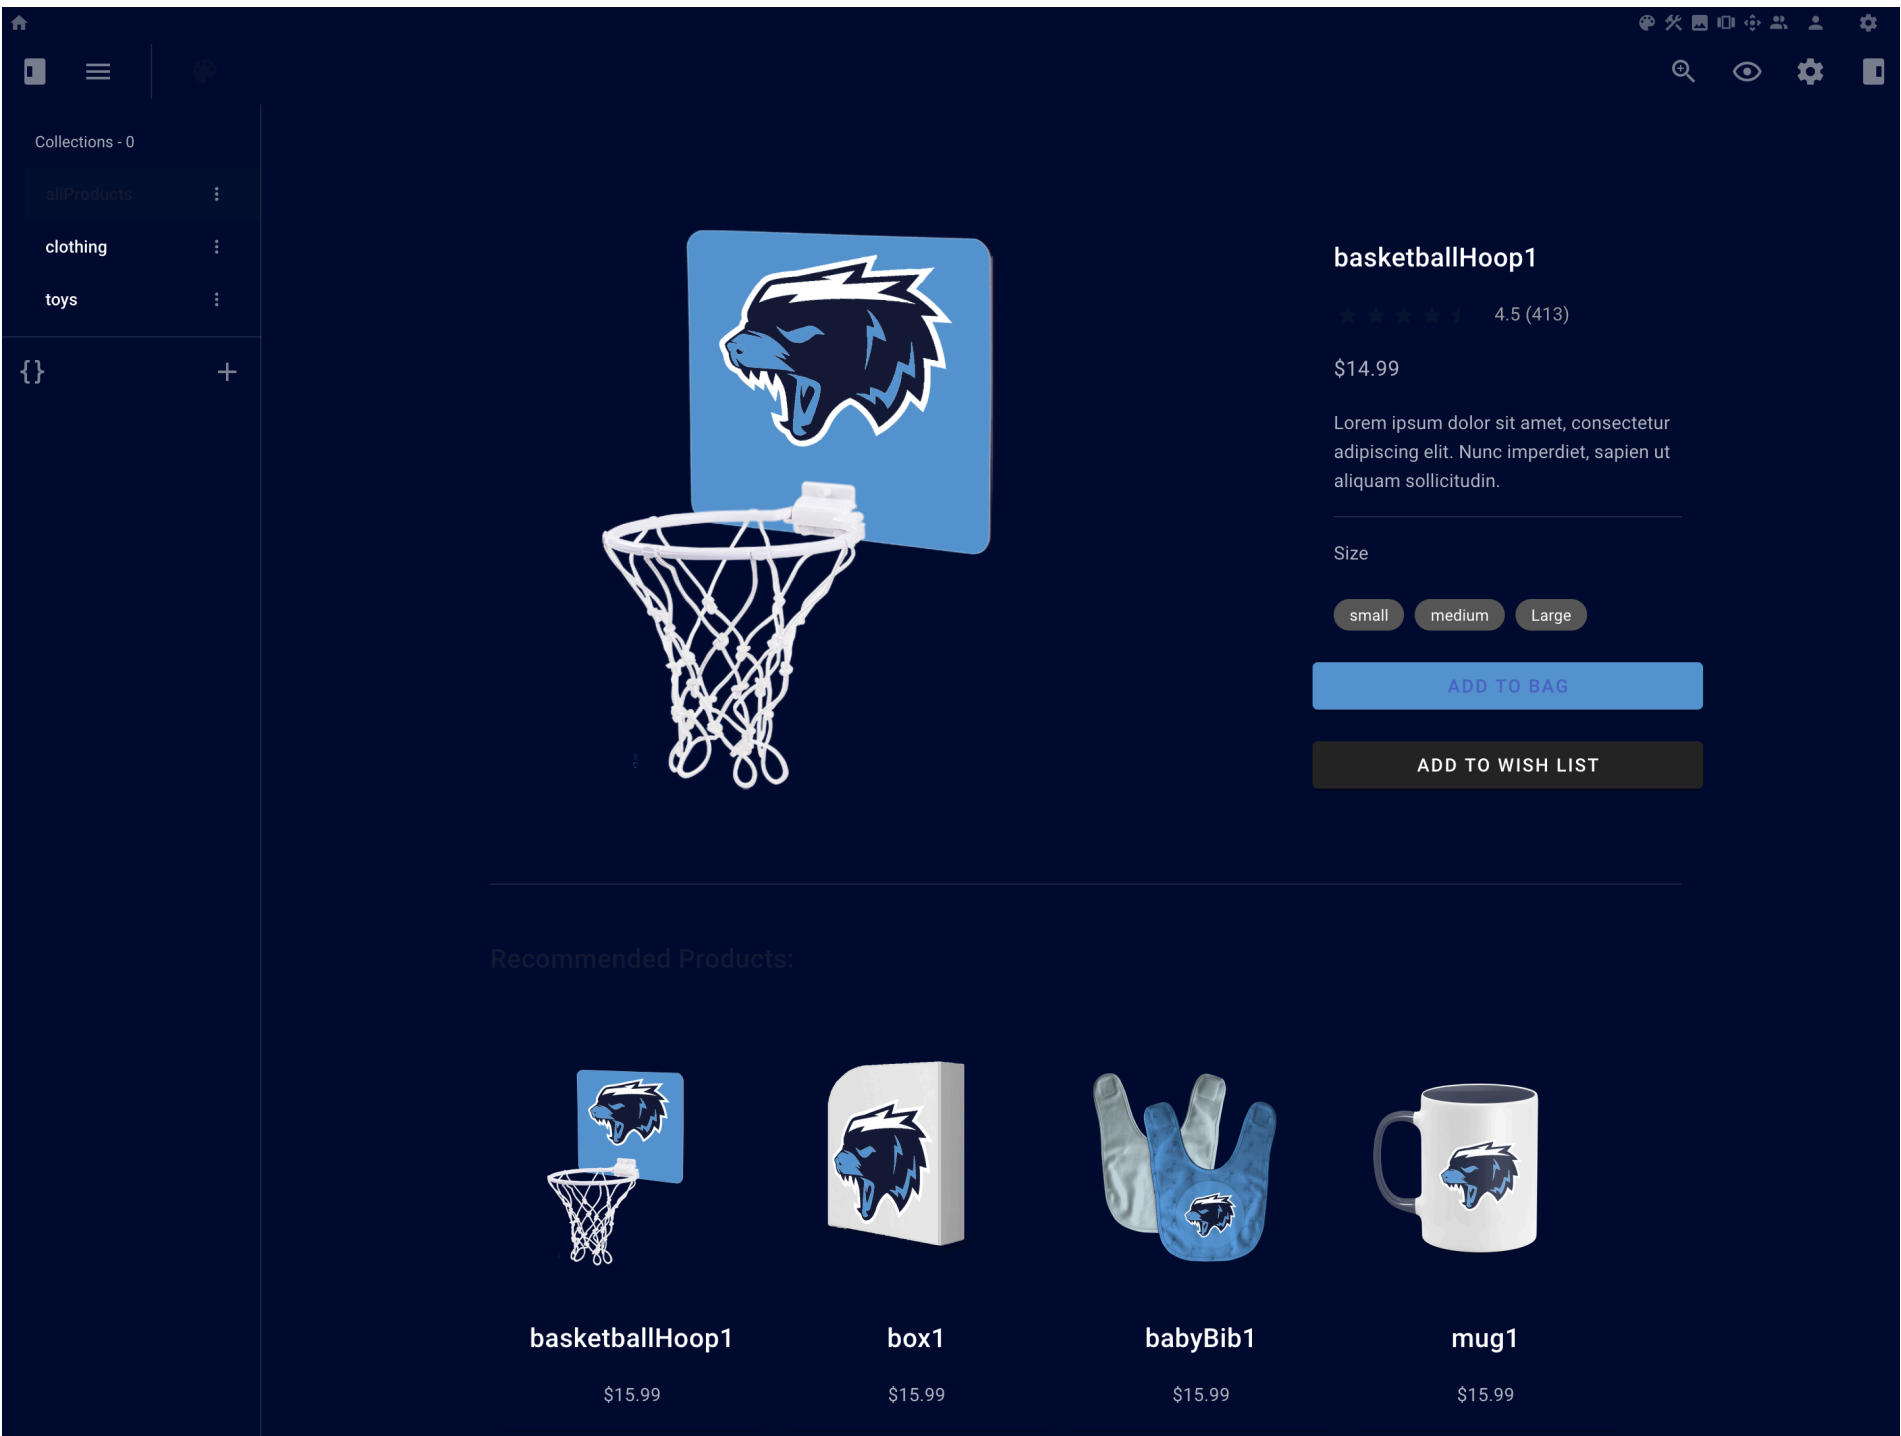 Collections - 0
allProducts
clothing
toys
{}
basketballHoop1
4.5 (413)
$14.99
Lorem ipsum dolor sit amet, consectetur
adipiscing elit. Nunc imperdiet, sapien ut
aliquam sollicitudin.
Size
small medium Large
ADD TO BAG
ADD TO WISH LIST
Recommended Products:
basketballHoop1 box1 babyBib1 mug1
$15.99 $15.99 $15.99 $15.99